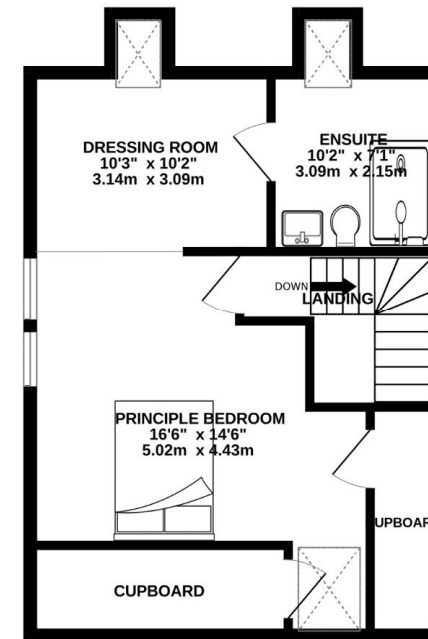 DRESSING ROOM
10'3" x 10'2"
3.14m x 3.09m
ENSUITE
10'2" x 7'1"
3.09m x 2.15m
DOWN
LANDING
PRINCIPLE BEDROOM
16'6" x 14'6"
5.02m x 4.43m
UPBOAR
CUPBOARD